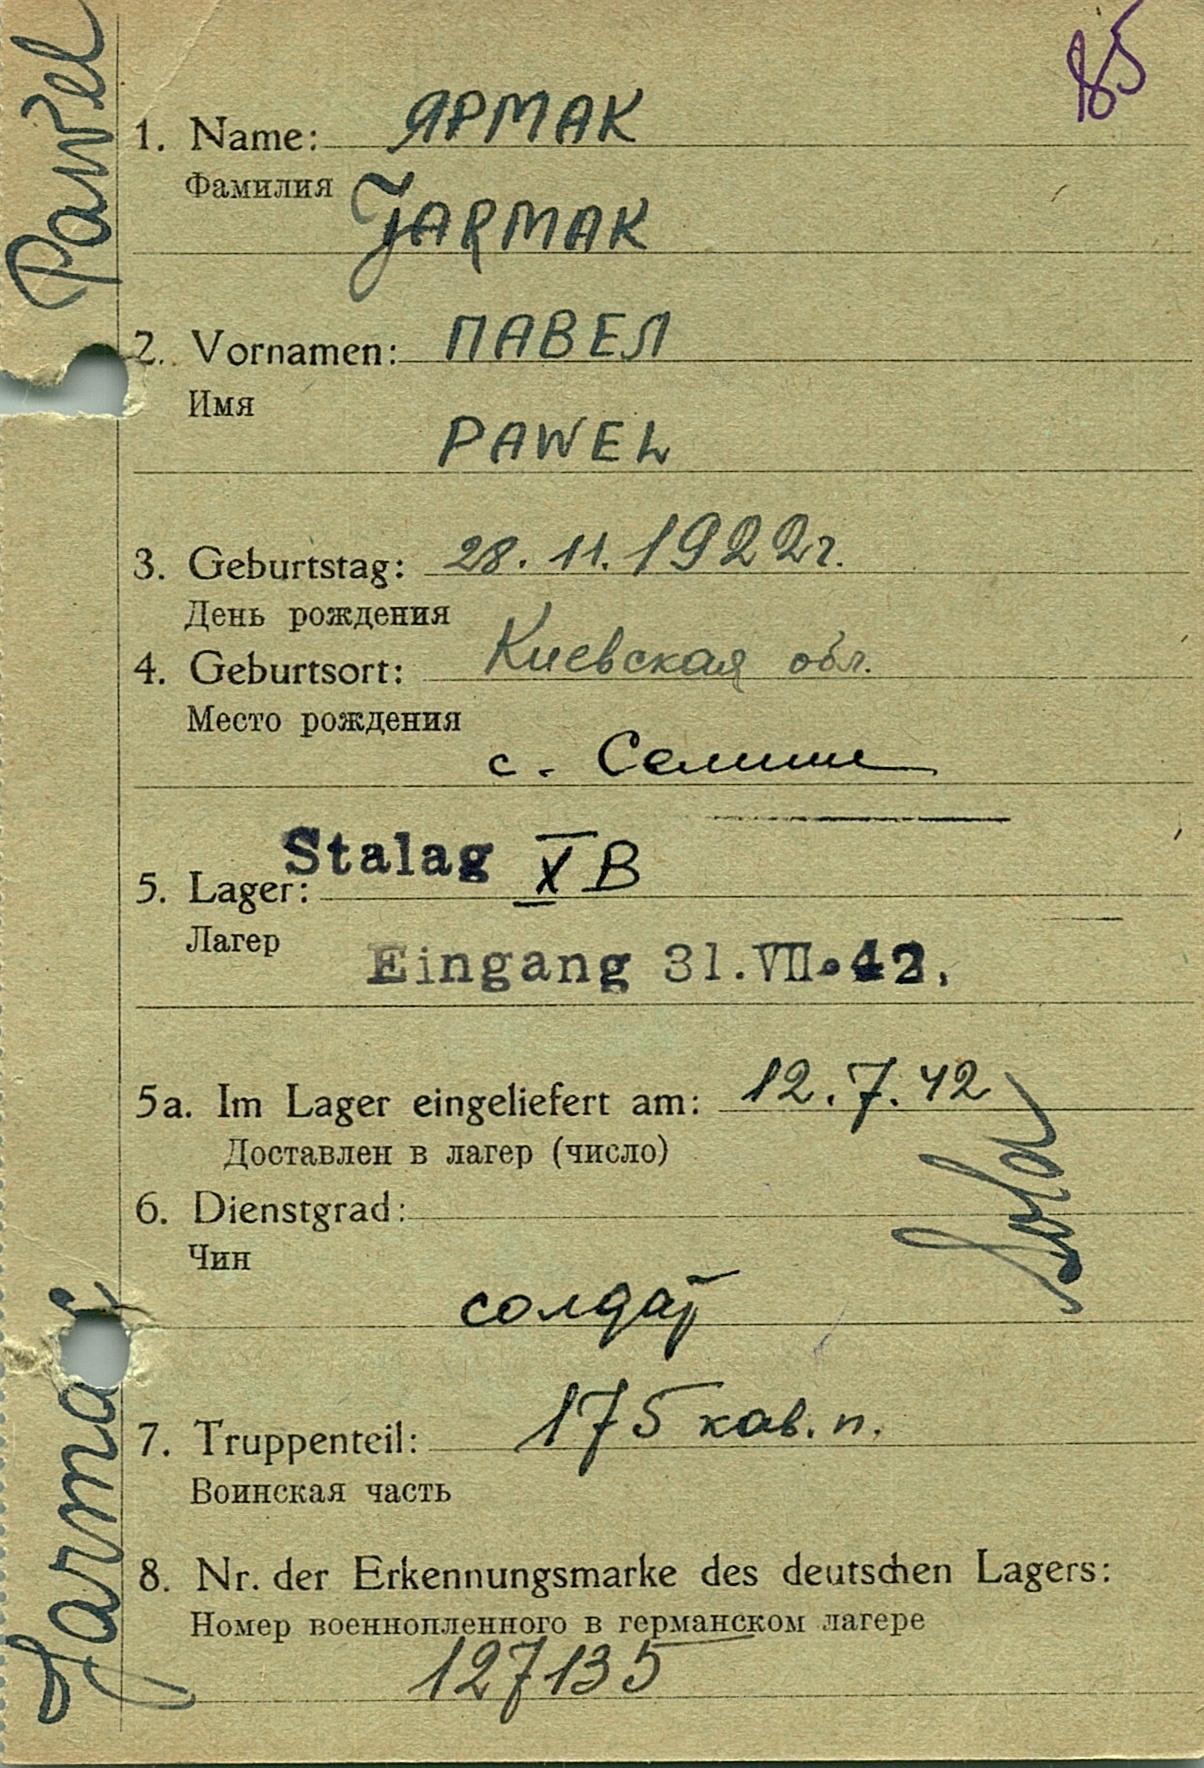 85
1. Name: ЯРМАК
Фамилия
JARMAK
2. Vornamen: ПАВЕЛ
Имя
PAWEL
3. Geburtstag: 28.11.1922г.
День рождения
4. Geburtsort: Киевская обл.
Место рождения
с.
5. Lager: Stalag X B
Лагер
Eingang 31.VII.42.
5a. Im Lager eingeliefert am: 12.7.42
Доставлен в лагер (число)
6. Dienstgrad:
Чин
солдат
7. Truppenteil: 175 кав. п.
Воинская часть
8. Nr. der Erkennungsmarke des deutschen Lagers:
Номер военнопленного в германском лагере
127135
Jarmak Pawel